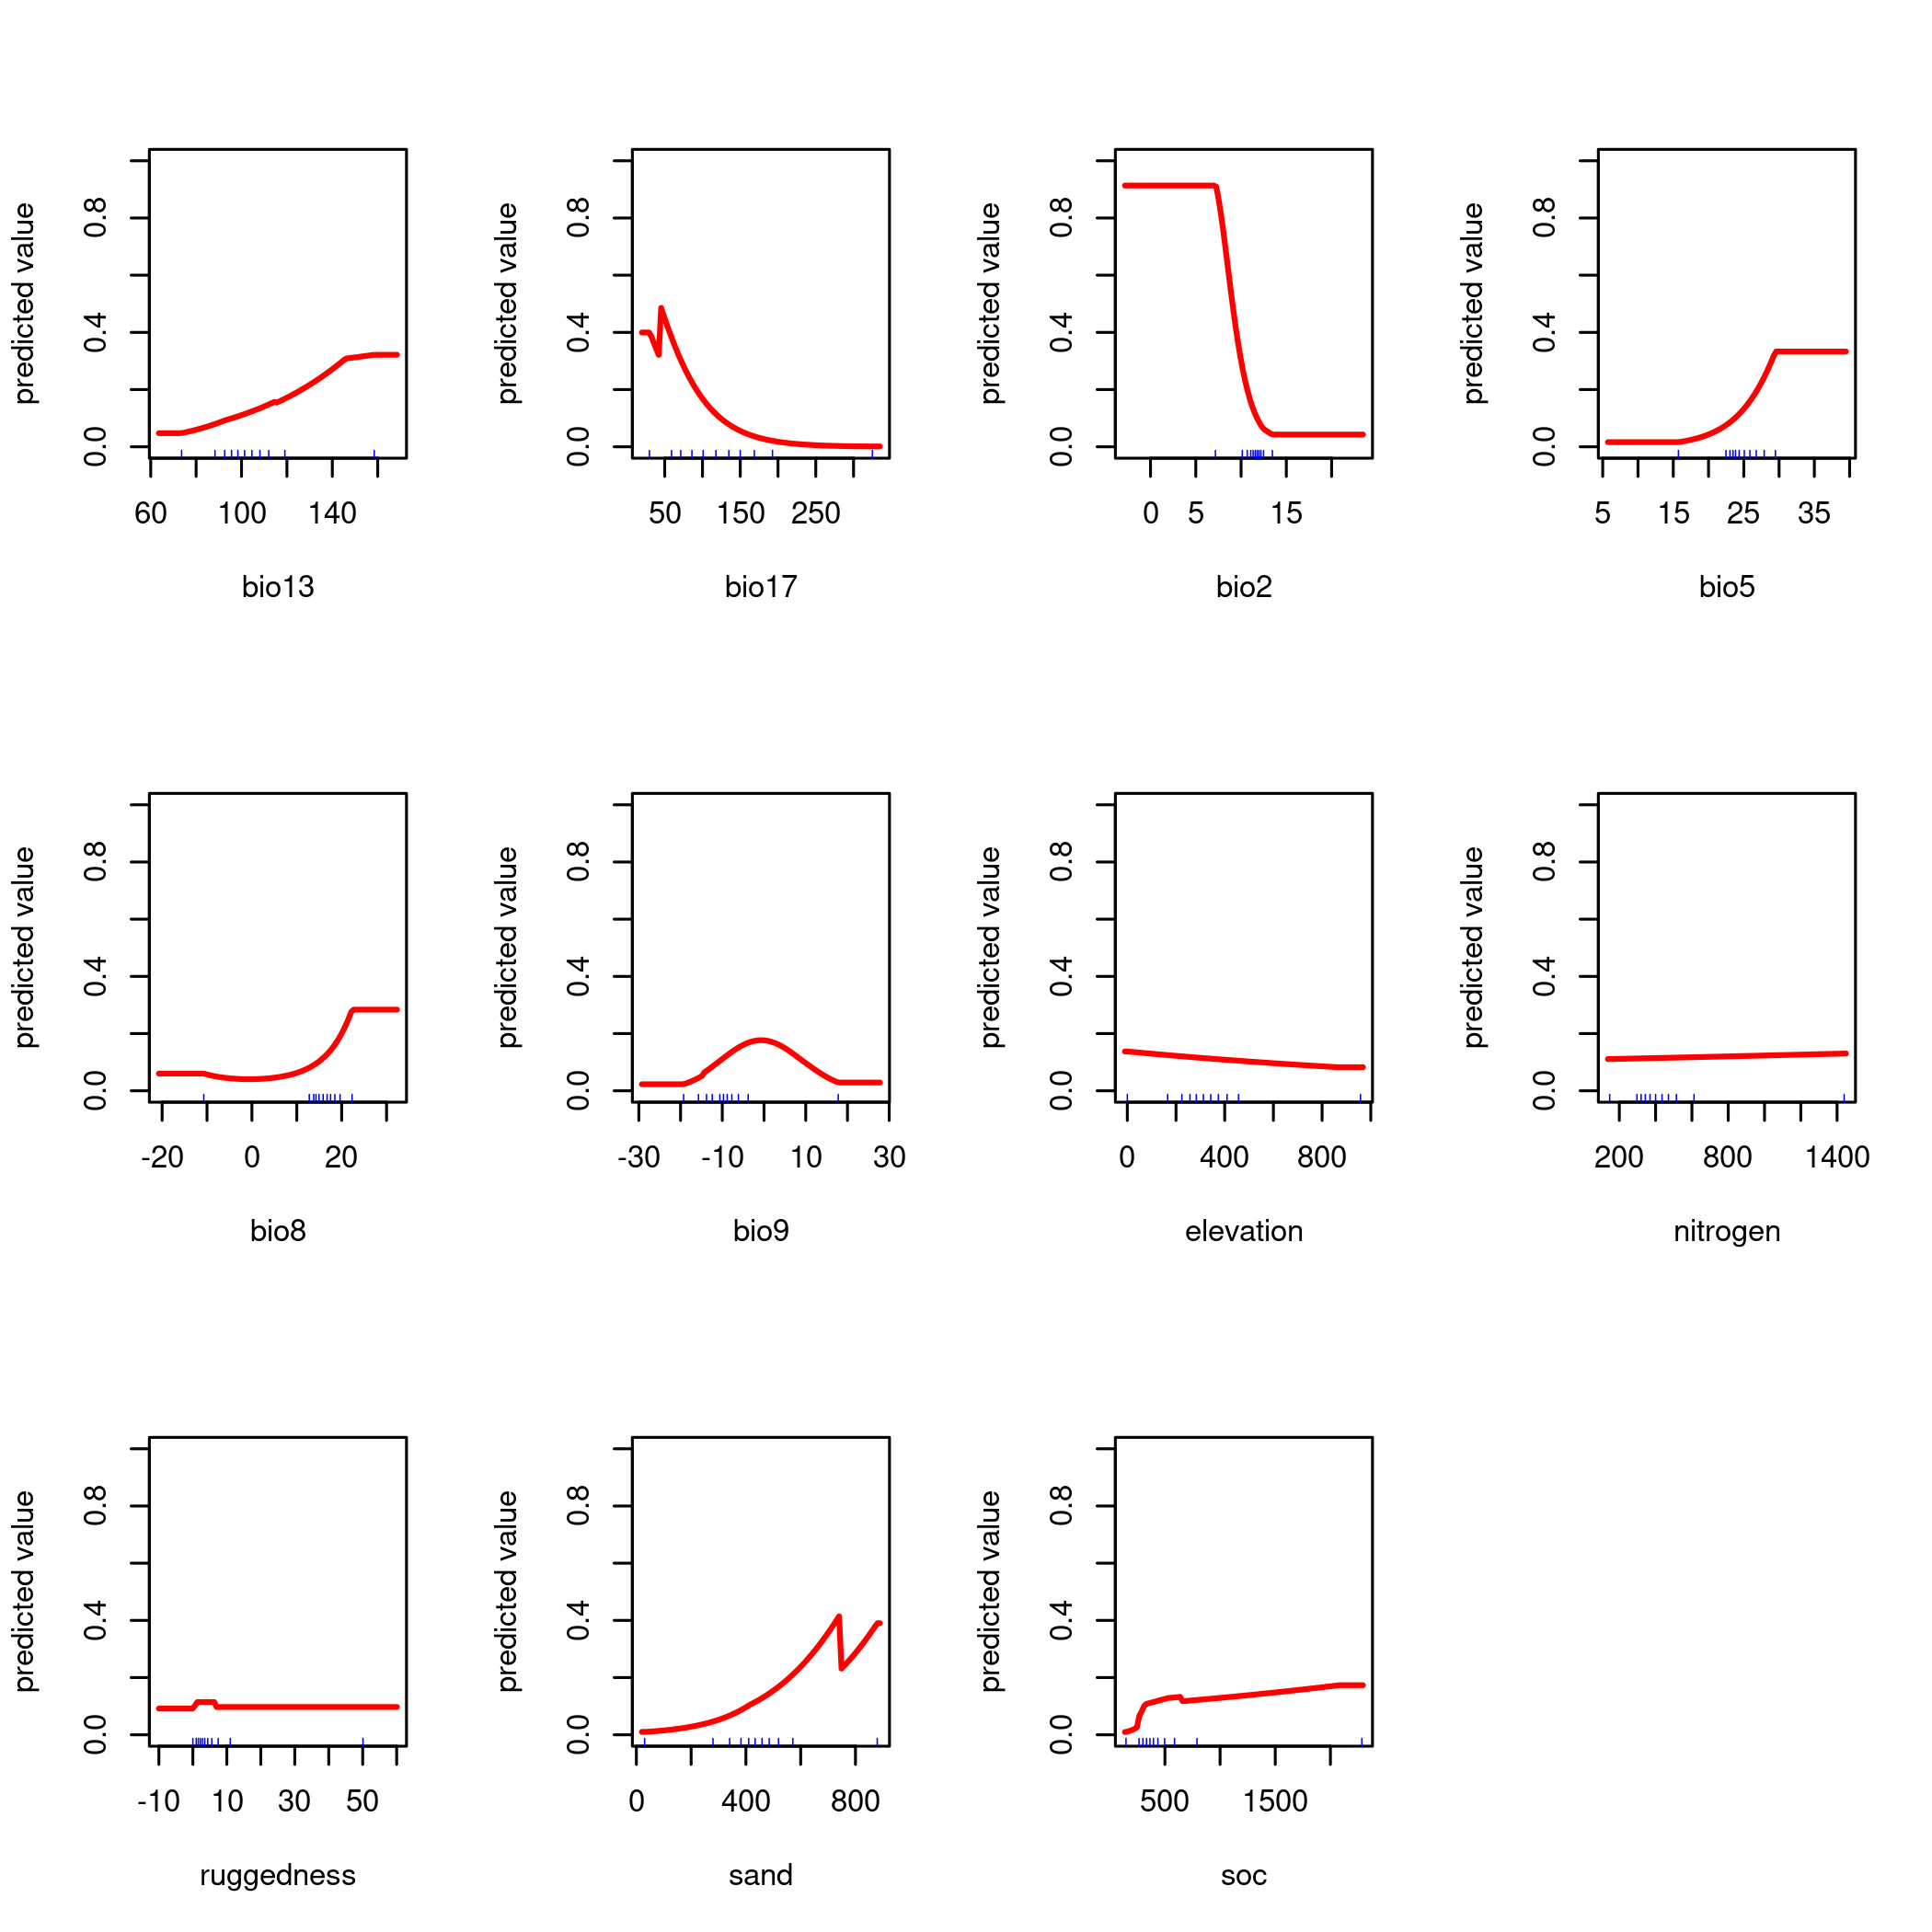 predicted value
0.0 0.4 0.8
60 100 140
bio13
predicted value
0.0 0.4 0.8
50 150 250
bio17
predicted value
0.0 0.4 0.8
0 5 15
bio2
predicted value
0.0 0.4 0.8
5 15 25 35
bio5
predicted value
0.0 0.4 0.8
-20 0 20
bio8
predicted value
0.0 0.4 0.8
-30 -10 10 30
bio9
predicted value
0.0 0.4 0.8
0 400 800
elevation
predicted value
0.0 0.4 0.8
200 800 1400
nitrogen
predicted value
0.0 0.4 0.8
-10 10 30 50
ruggedness
predicted value
0.0 0.4 0.8
0 400 800
sand
predicted value
0.0 0.4 0.8
500 1500
soc